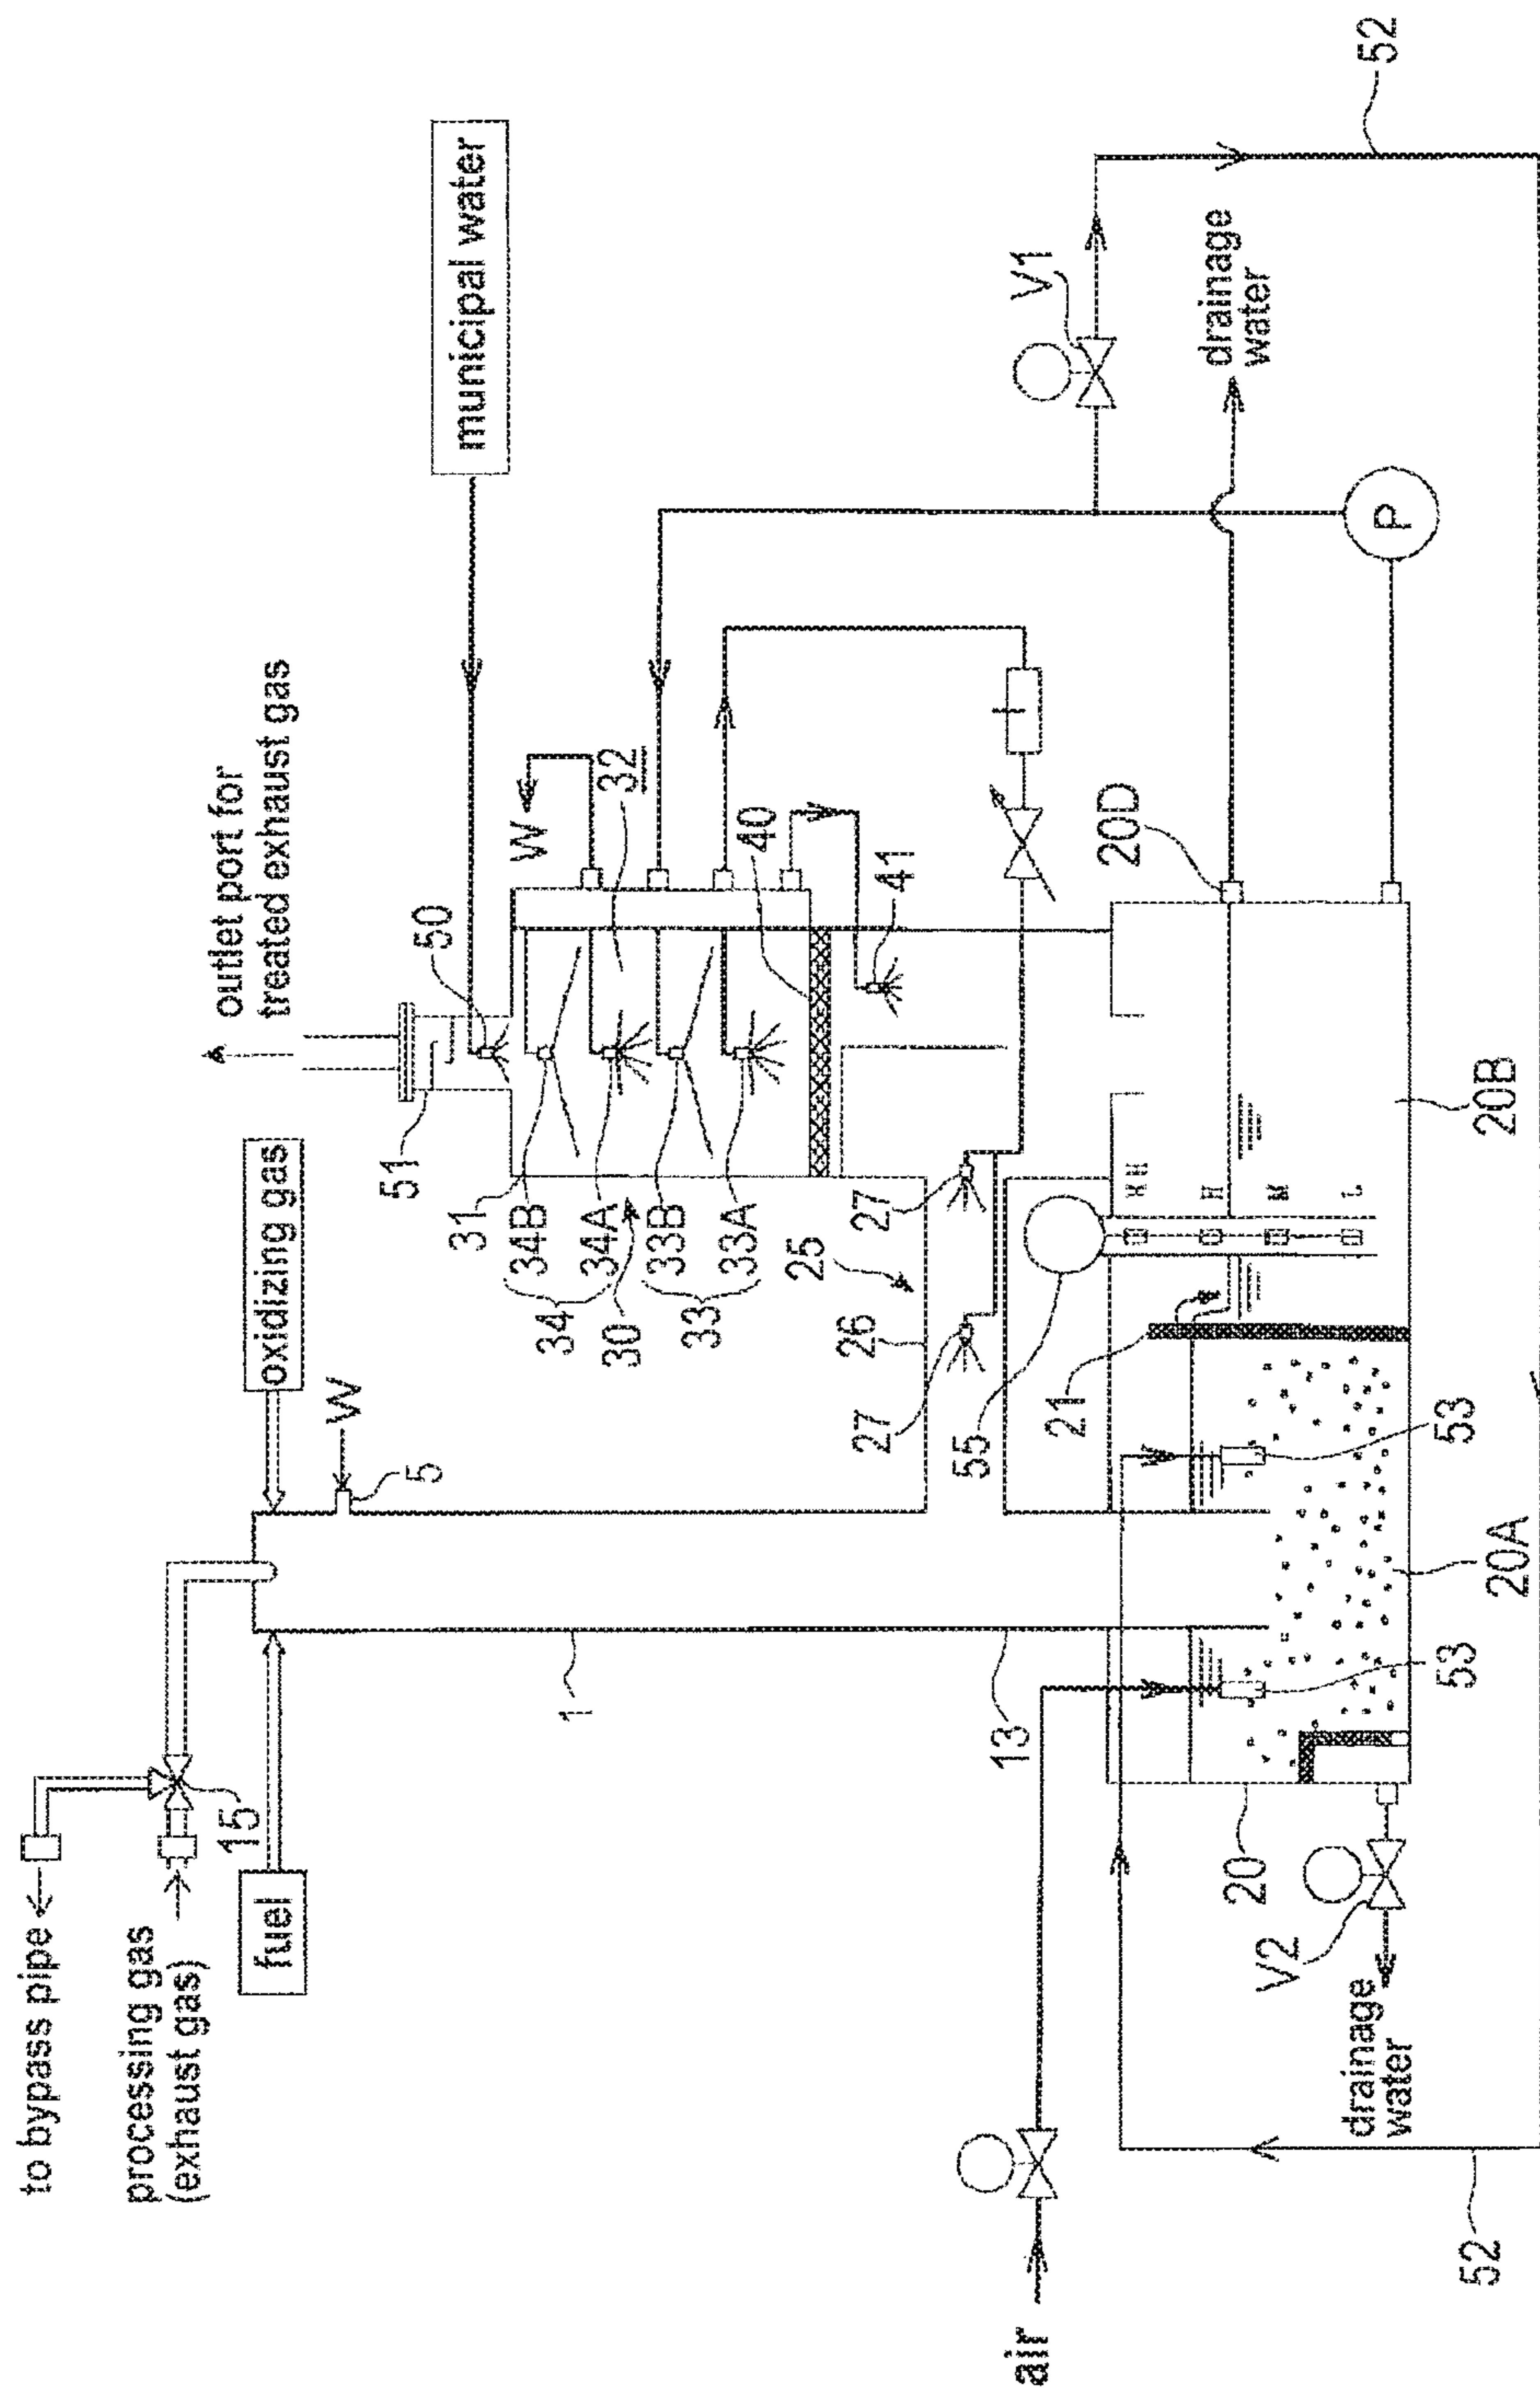 to bypass pipe
processing gas
(exhaust gas)
15
fuel
oxidizing gas
W
5
1
13
outlet port for
treated exhaust gas
municipal water
50
51
W
32
31
34B
34A
34
30
33B
33A
33
40
41
25
26
27
27
55
21
XH
H
M
L
20D
V1
drainage
water
52
P
20B
20A
53
53
20
V2
drainage
water
air
52